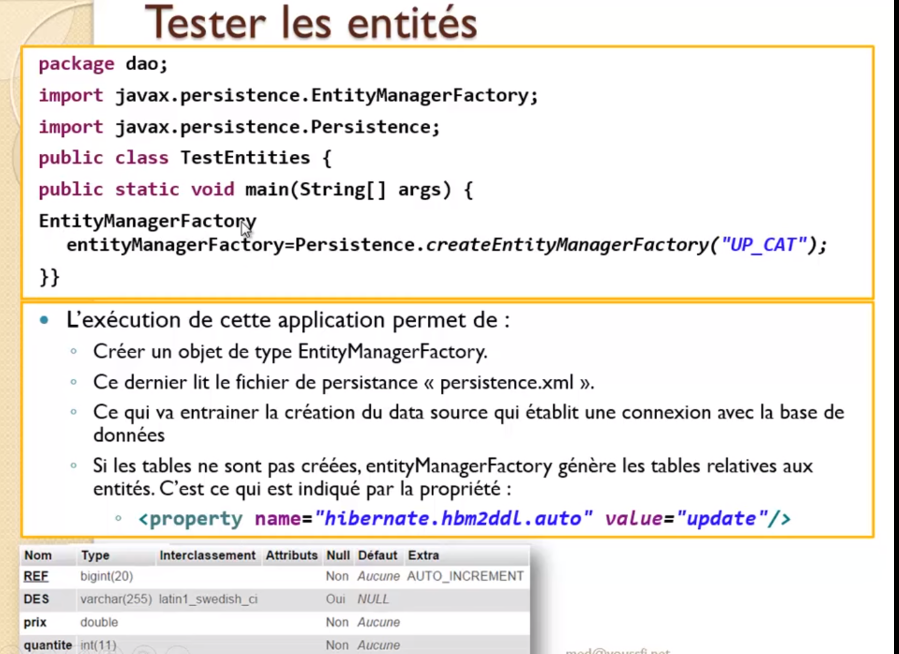 Tester les entités
package dao;
import javax.persistence.EntityManagerFactory;
import javax.persistence.Persistence;
public class TestEntities {
public static void main(String[] args) {
EntityManagerFactory
entityManagerFactory=Persistence.createEntityManagerFactory("UP_CAT");
}}
• L'exécution de cette application permet de :
◦ Créer un objet de type EntityManagerFactory.
◦ Ce dernier lit le fichier de persistance « persistence.xml ».
◦ Ce qui va entrainer la création du data source qui établit une connexion avec la base de
données
◦ Si les tables ne sont pas créées, entityManagerFactory génère les tables relatives aux
entités. C'est ce qui est indiqué par la propriété :
◦ <property name="hibernate.hbm2ddl.auto" value="update"/>
Nom Type Interclassement Attributs Null Défaut Extra
REF bigint(20) Non Aucune AUTO_INCREMENT
DES varchar(255) latin1_swedish_ci Oui NULL
prix double Non Aucune
quantite int(11) Non Aucune